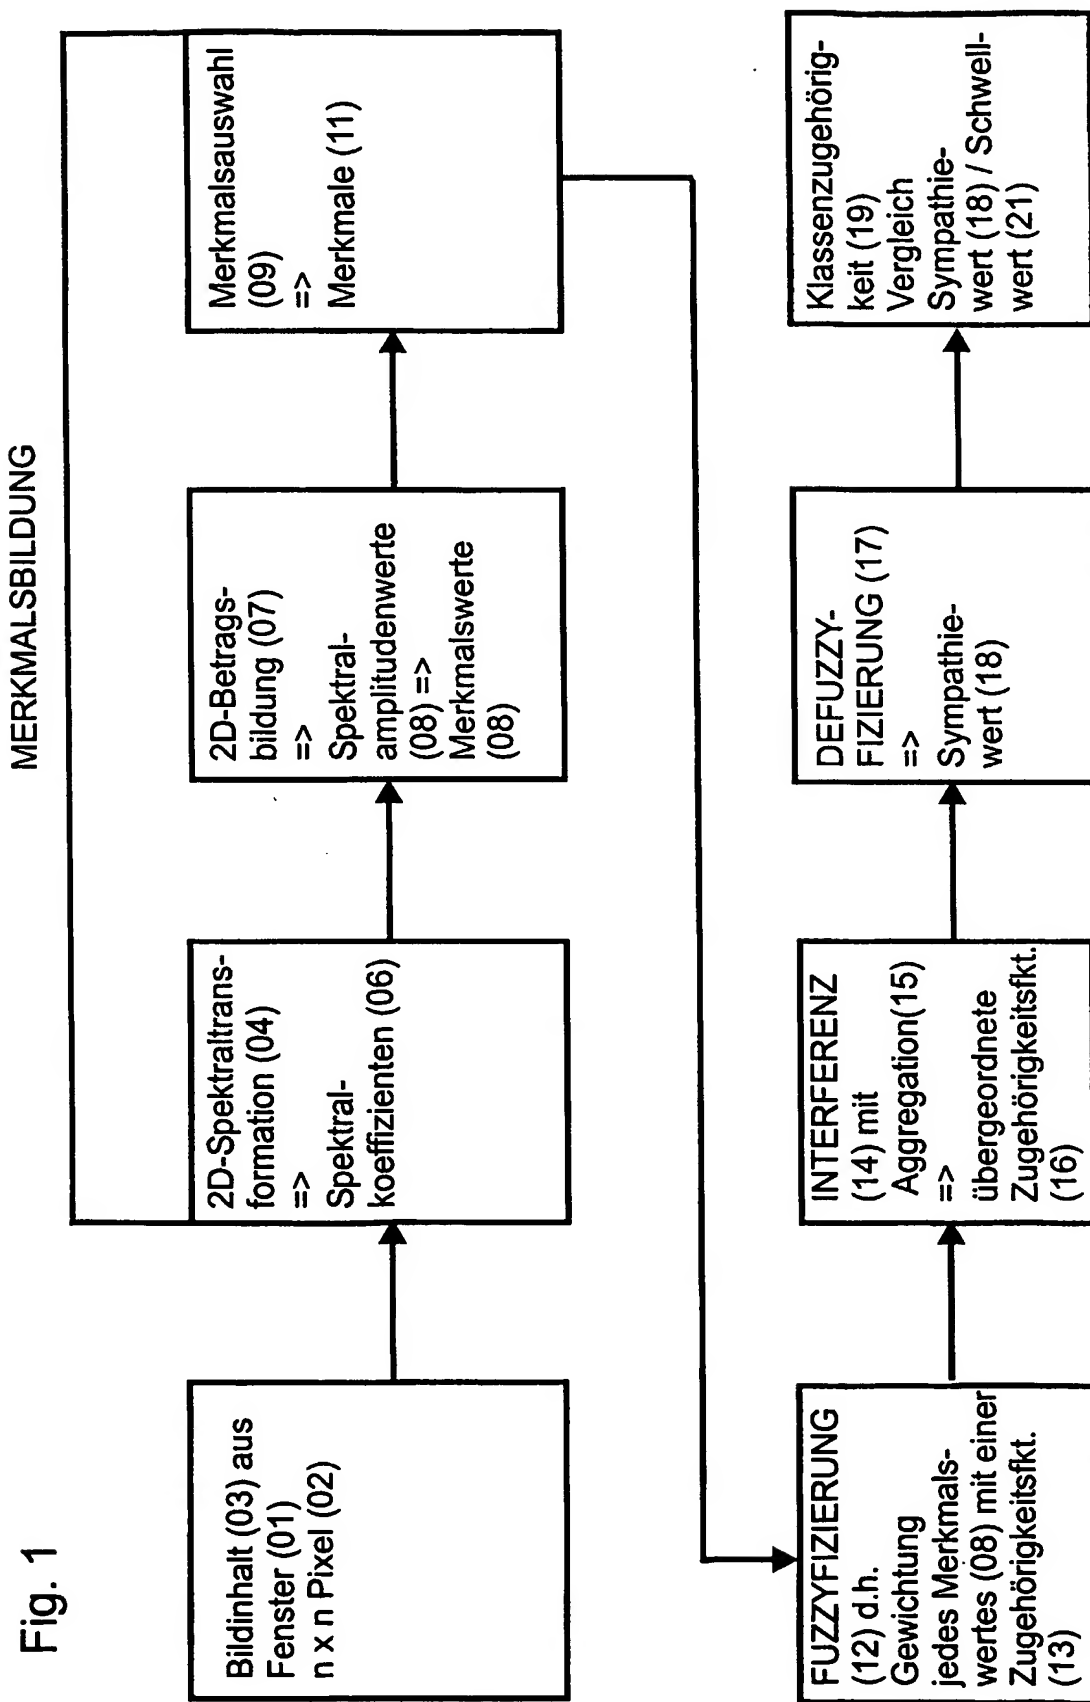 Fig. 1
MERKMALSBILDUNG
Bildinhalt (03) aus
Fenster (01)
n x n Pixel (02)
2D-Spektraltrans-
formation (04)
=>
Spektral-
koeffizienten (06)
2D-Betrags-
bildung (07)
=>
Spektral-
amplitudenwerte
(08) =>
Merkmalswerte
(08)
Merkmalsauswahl
(09)
=>
Merkmale (11)
FUZZYFIZIERUNG
(12) d.h.
Gewichtung
jedes Merkmals-
wertes (08) mit einer
Zugehörigkeitsfkt.
(13)
INTERFERENZ
(14) mit
Aggregation(15)
=>
übergeordnete
Zugehörigkeitsfkt.
(16)
DEFUZZY-
FIZIERUNG (17)
=>
Sympathie-
wert (18)
Klassenzugehörig-
keit (19)
Vergleich
Sympathie-
wert (18) / Schwell-
wert (21)